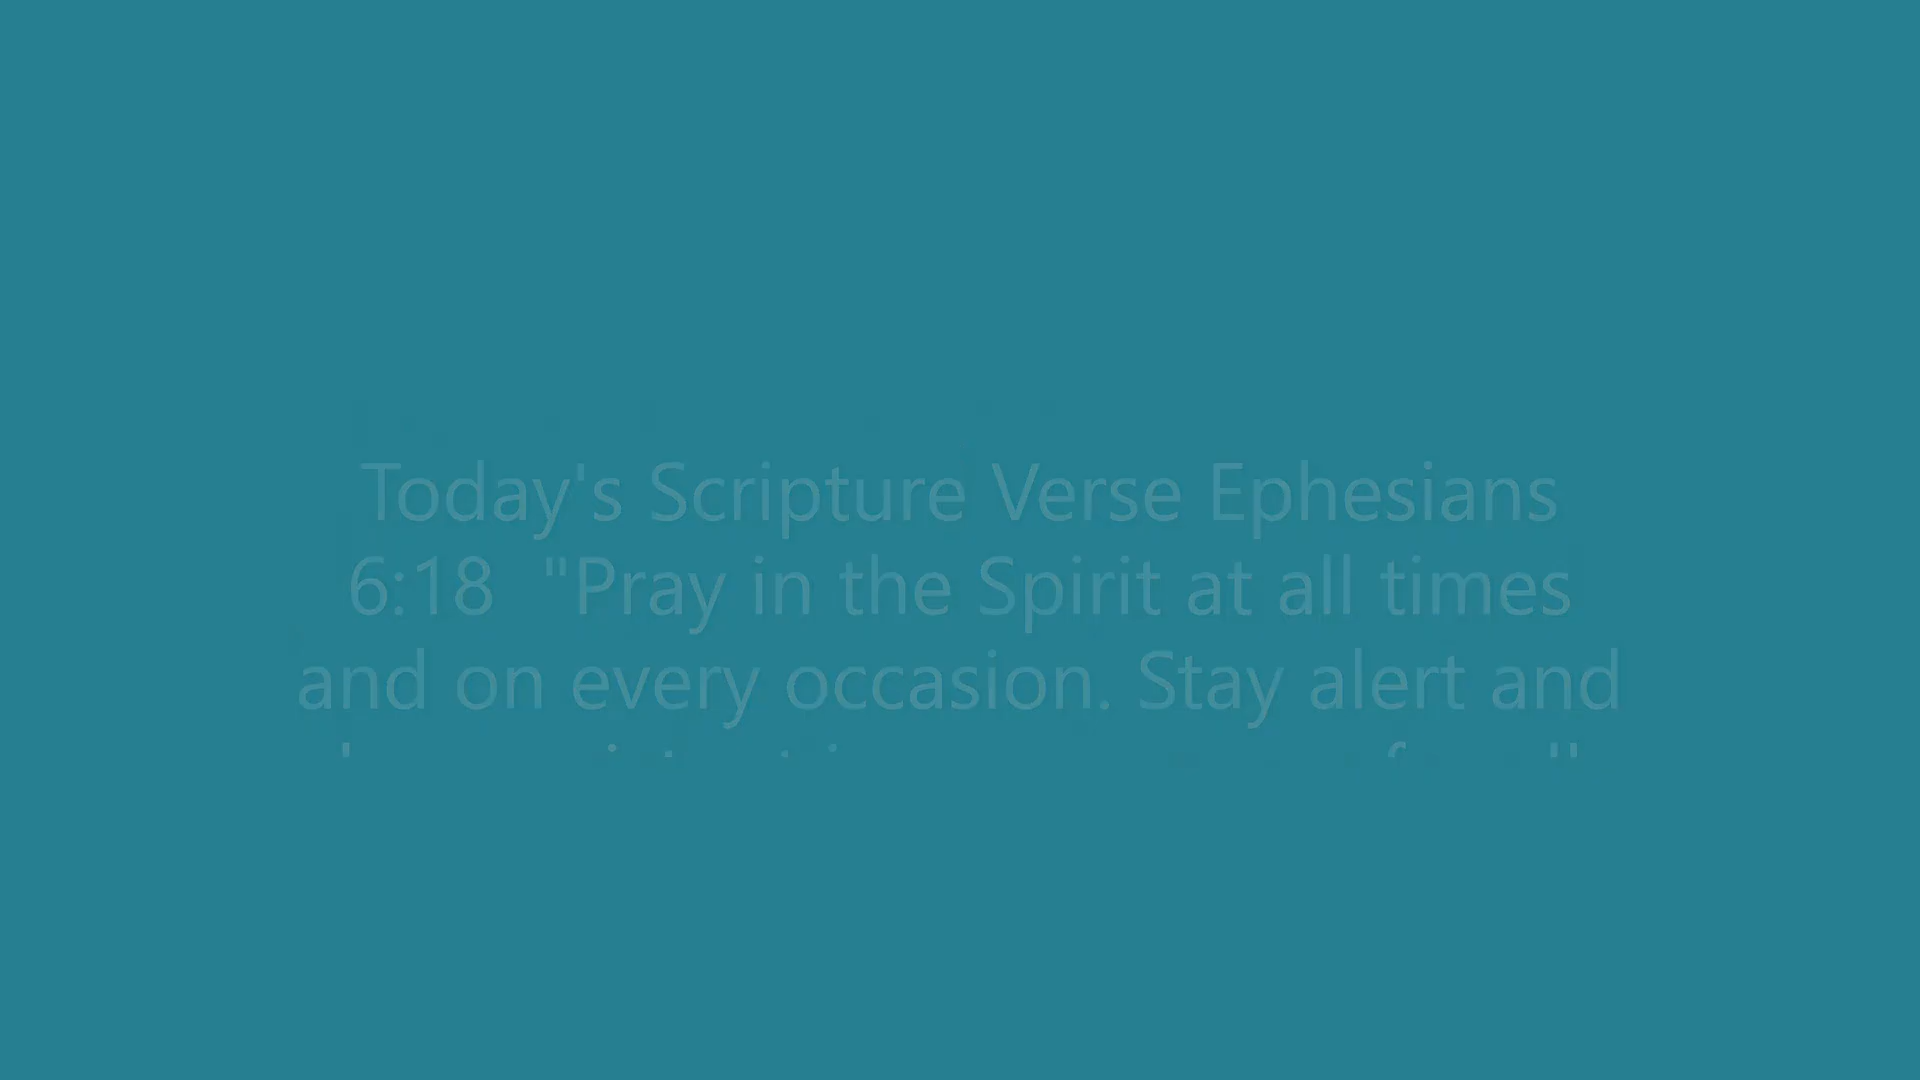 Today's Scripture Verse Ephesians
6:18  "Pray in the Spirit at all times
and on every occasion. Stay alert and